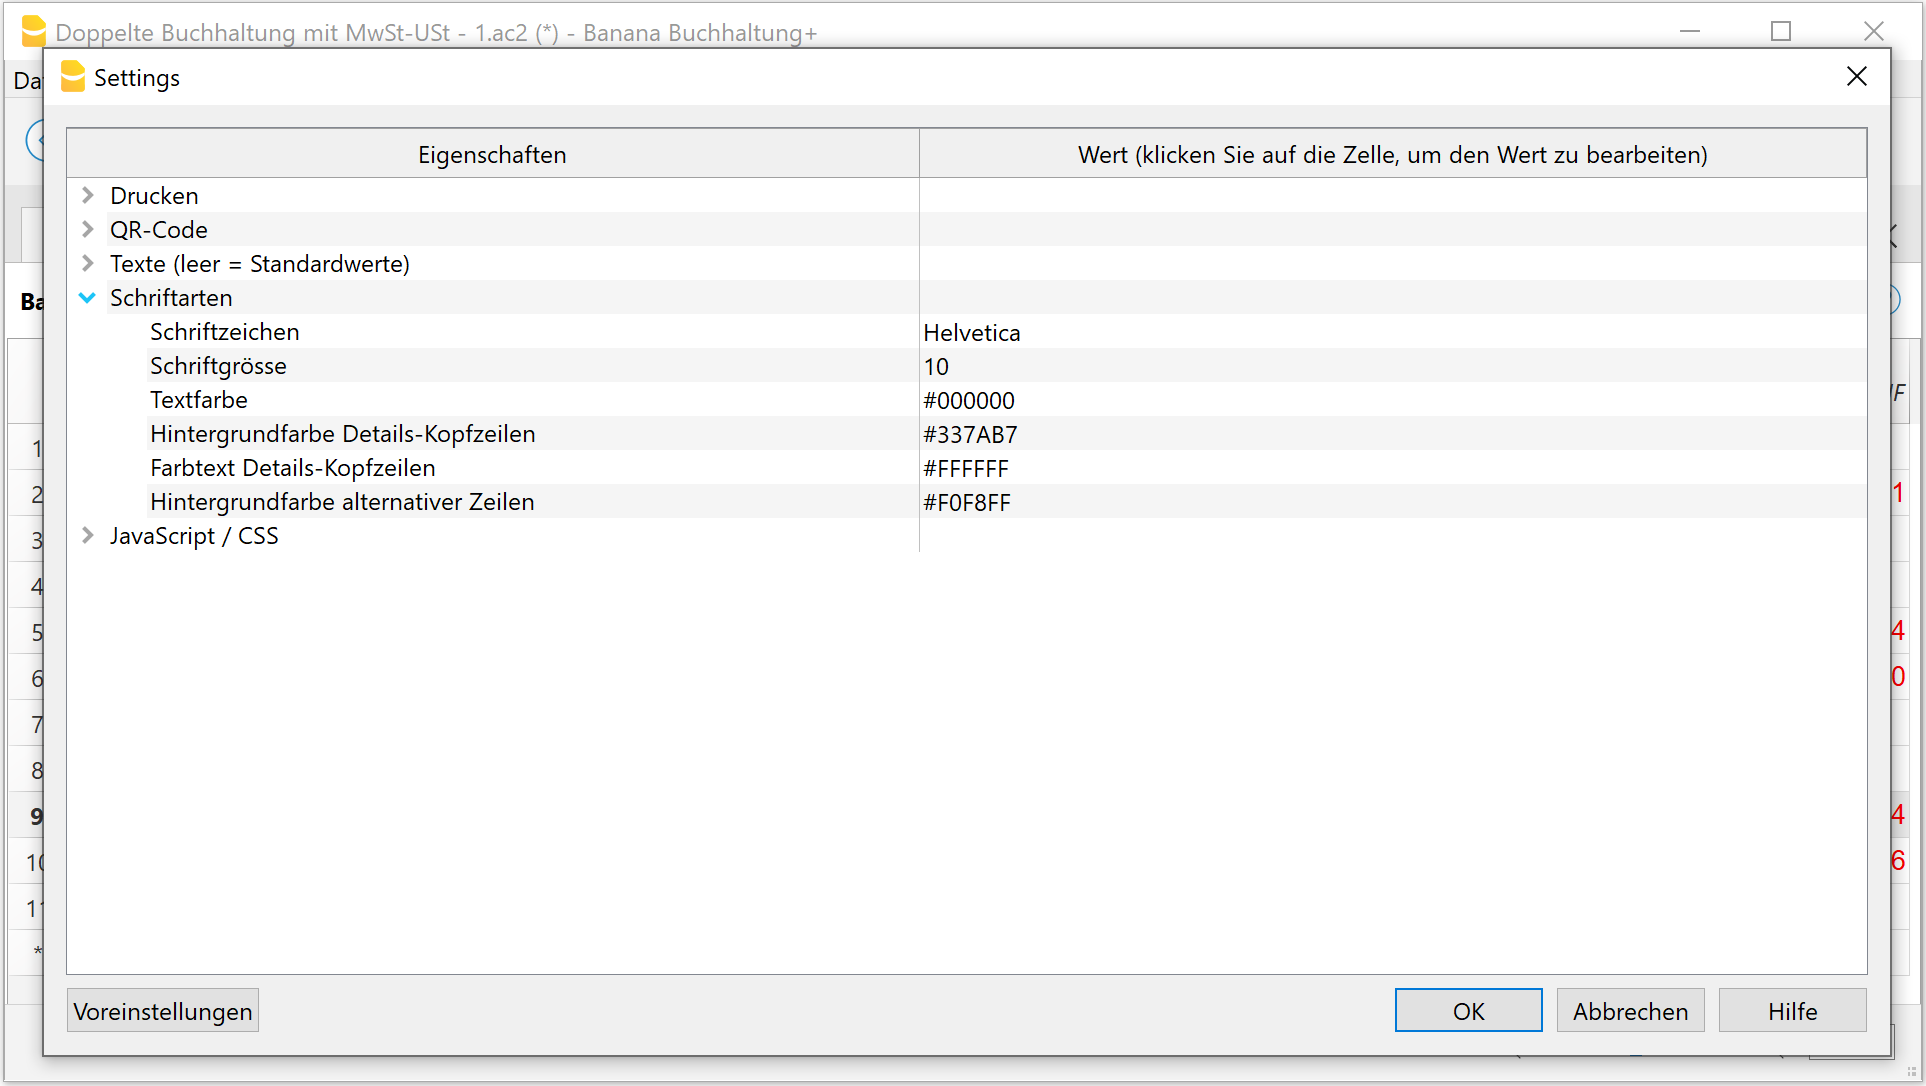 Doppelte Buchhaltung mit MwSt-USt - 1.ac2 (*) - Banana Buchhaltung+
Settings
Eigenschaften
Wert (klicken Sie auf die Zelle, um den Wert zu bearbeiten)
Drucken
QR-Code
Texte (leer = Standardwerte)
Schriftarten
Schriftzeichen
Helvetica
Schriftgrösse
10
Textfarbe
#000000
Hintergrundfarbe Details-Kopfzeilen
#337AB7
Farbtext Details-Kopfzeilen
#FFFFFF
Hintergrundfarbe alternativer Zeilen
#F0F8FF
JavaScript / CSS
1
2
1
3
4
5
4
6
0
7
8
9
4
10
6
11
*
Voreinstellungen
OK
Abbrechen
Hilfe